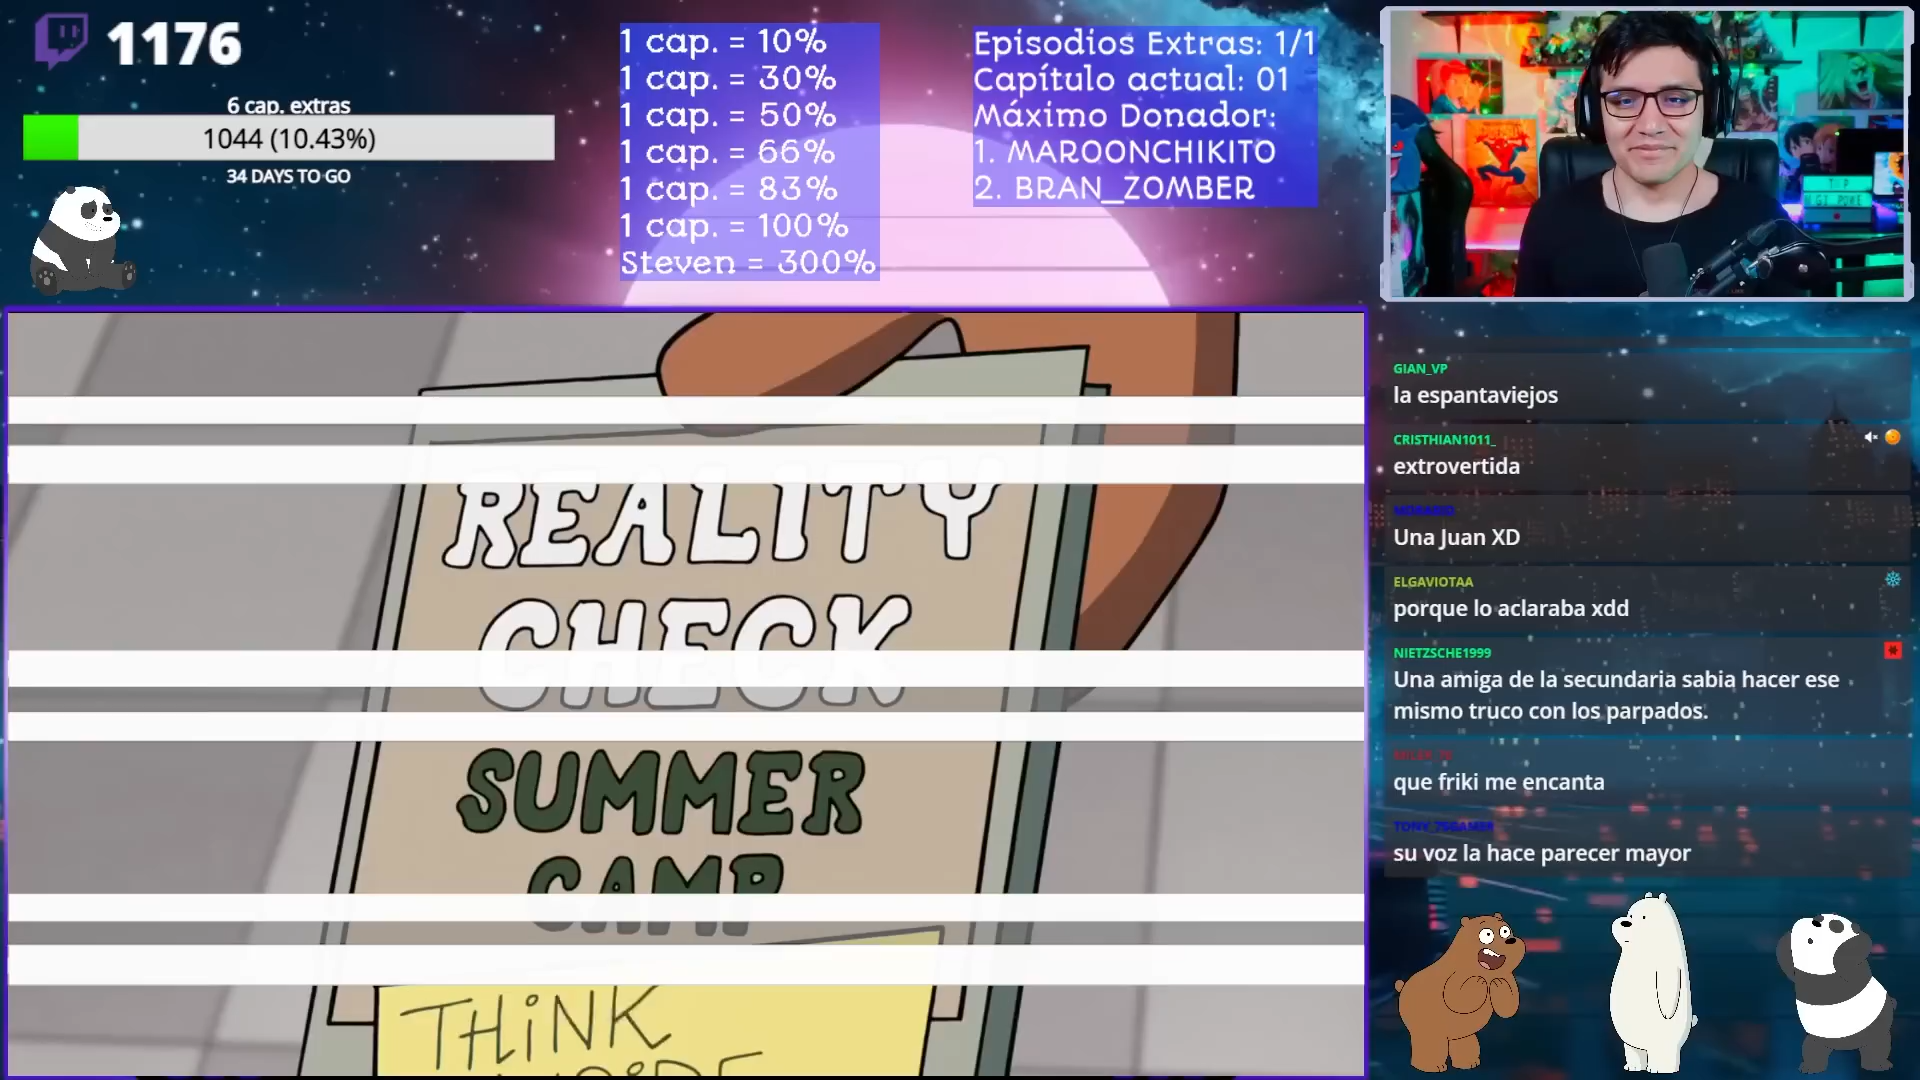 1176
6 cap. extras
1044 (10.43%)
34 DAYS TO GO
1 cap. = 10%
1 cap. = 30%
1 cap. = 50%
1 cap. = 66%
1 cap. = 83%
1 cap. = 100%
Steven = 300%
Episodios Extras: 1/1
Capítulo actual: 01
Máximo Donador:
1. MAROONCHIKITO
2. BRAN_ZOMBER
REALITY
CHECK
SUMMER
CAMP
THiNK
GIAN_VP
la espantaviejos
CRISTHIAN1011_
extrovertida
Una Juan XD
ELGAVIOTAA
porque lo aclaraba xdd
NIETZSCHE1999
Una amiga de la secundaria sabia hacer ese
mismo truco con los parpados.
que friki me encanta
TONY_75GAMER
su voz la hace parecer mayor